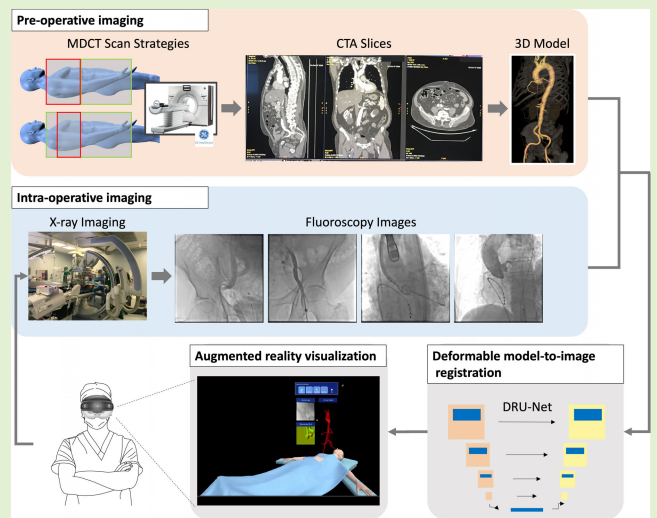 Pre-operative imaging
MDCT Scan Strategies
CTA Slices
3D Model
Intra-operative imaging
X-ray Imaging
Fluoroscopy Images
Augmented reality visualization
Deformable model-to-image
registration
DRU-Net